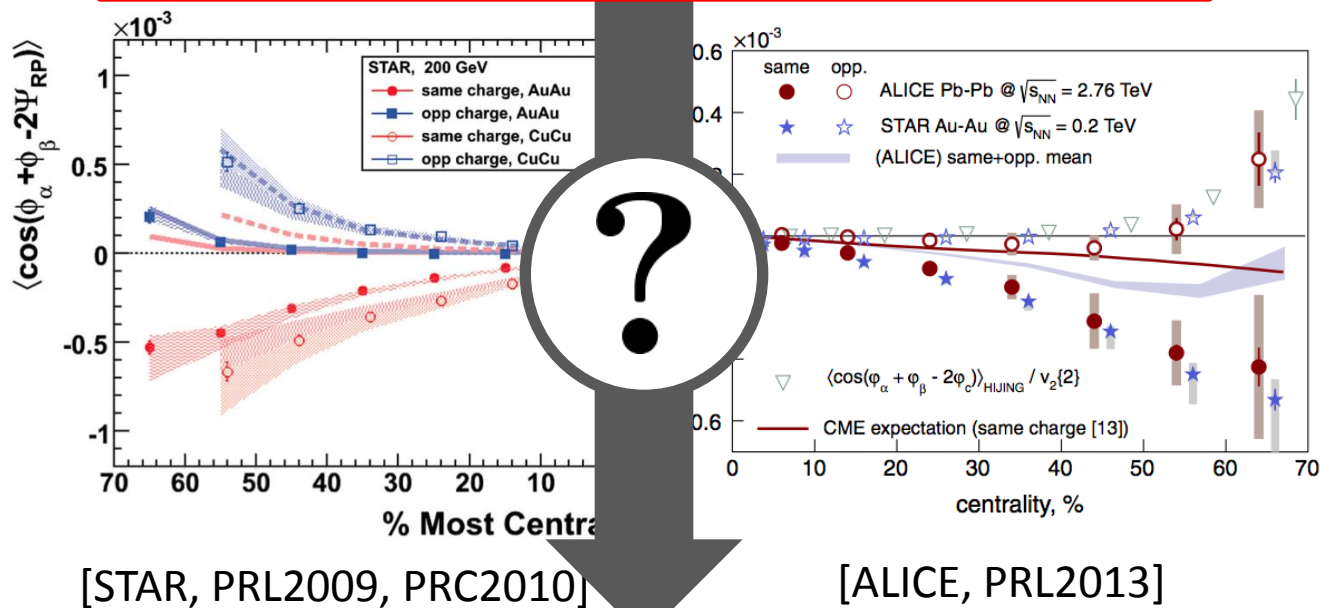 ×10⁻³
⟨cos(ϕα +ϕβ -2ΨRP)⟩
1
0.5
0
-0.5
-1
STAR, 200 GeV
same charge, AuAu
opp charge, AuAu
same charge, CuCu
opp charge, CuCu
70 60 50 40 30 20 10
% Most Centra
[STAR, PRL2009, PRC2010]
?
0.6 ×10⁻³
0.4
0.6
same opp.
ALICE Pb-Pb @ √sNN = 2.76 TeV
STAR Au-Au @ √sNN = 0.2 TeV
(ALICE) same+opp. mean
⟨cos(φα + φβ - 2φc)⟩HIJING / v₂{2}
CME expectation (same charge [13])
0 10 20 30 40 50 60 70
centrality, %
[ALICE, PRL2013]